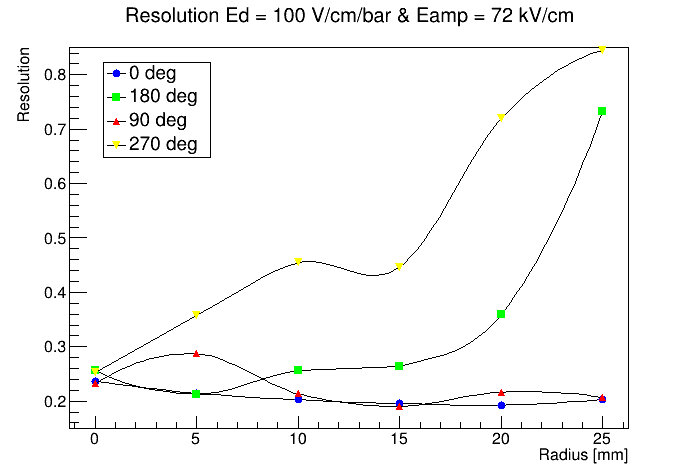 Resolution Ed = 100 V/cm/bar & Eamp = 72 kV/cm
Resolution
0 deg
180 deg
90 deg
270 deg
0.8
0.7
0.6
0.5
0.4
0.3
0.2
0 5 10 15 20 25
Radius [mm]